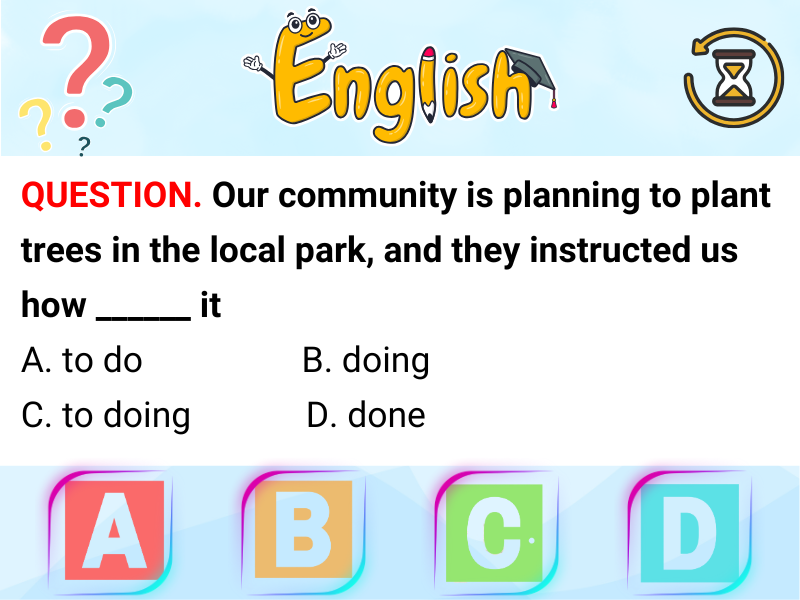 ? ? ? ?
English
QUESTION. Our community is planning to plant
trees in the local park, and they instructed us
how ______ it
A. to do B. doing
C. to doing D. done
A B C D